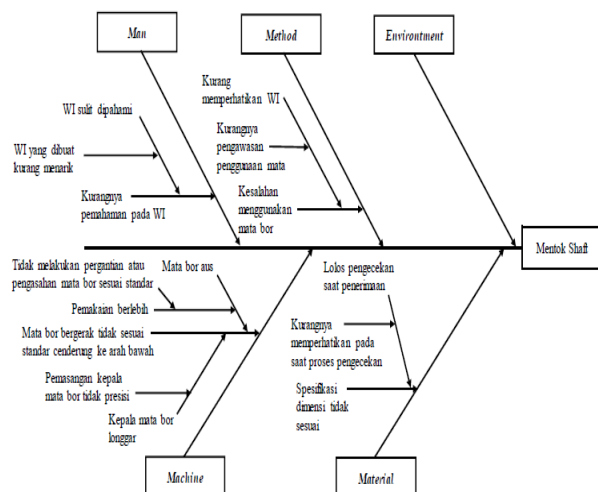 Man
Method
Environtment
WI sulit dipahami
WI yang dibuat
kurang menarik
Kurangnya
pemahaman pada WI
Kurang
memperhatikan WI
Kurangnya
pengawasan
penggunaan mata
Kesalahan
menggunakan
mata bor
Mentok Shaft
Tidak melakukan pergantian atau
pengasahan mata bor sesuai standar
Mata bor aus
Pemakaian berlebih
Mata bor bergerak tidak sesuai
standar cenderung ke arah bawah
Pemasangan kepala
mata bor tidak presisi
Kepala mata bor
longgar
Lolos pengecekan
saat penerimaan
Kurangnya
memperhatikan pada
saat proses pengecekan
Spesifikasi
dimensi tidak
sesuai
Machine
Material